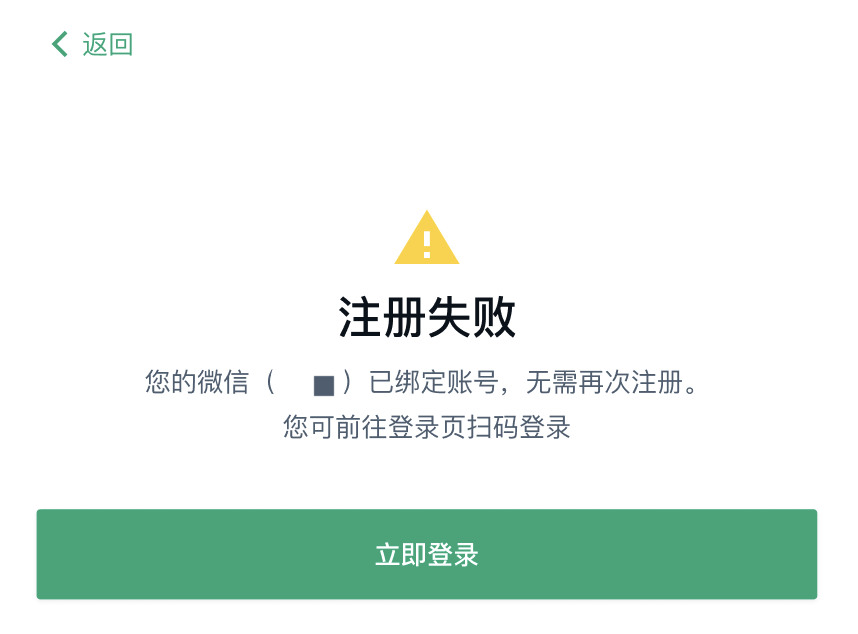 返回
注册失败
您的微信（ ■ ）已绑定账号，无需再次注册。
您可前往登录页扫码登录
立即登录